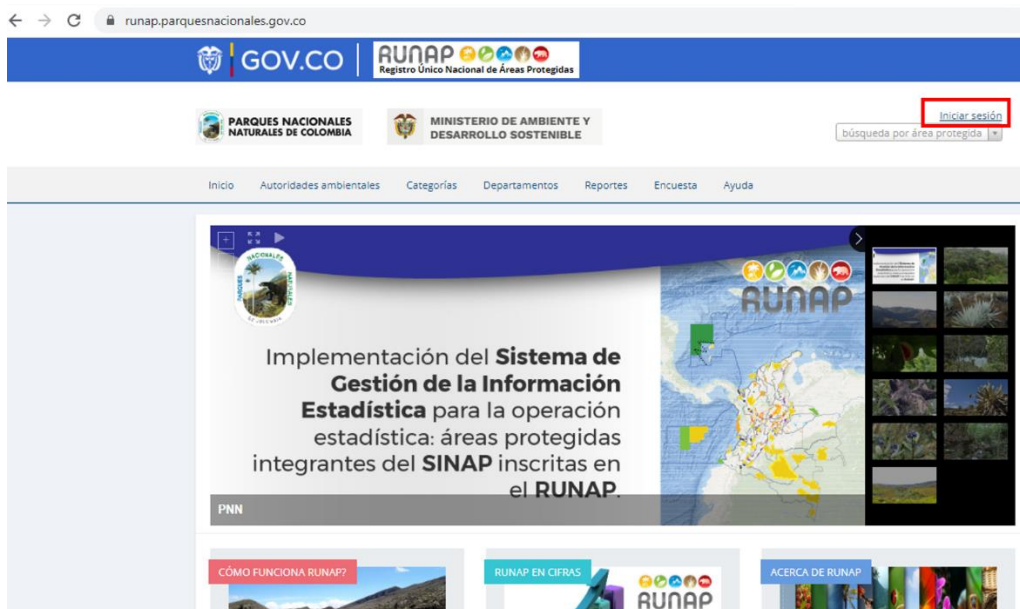 runap.parquesnacionales.gov.co
GOV.CO
RUNAP
Registro Único Nacional de Áreas Protegidas
PARQUES NACIONALES
NATURALES DE COLOMBIA
MINISTERIO DE AMBIENTE Y
DESARROLLO SOSTENIBLE
Iniciar sesión
búsqueda por área protegida
Inicio Autoridades ambientales Categorías Departamentos Reportes Encuesta Ayuda
PARQUES NACIONALES NATURALES
RUNAP
Implementación del Sistema de
Gestión de la Información
Estadística para la operación
estadística: áreas protegidas
integrantes del SINAP inscritas en
el RUNAP.
PNN
CÓMO FUNCIONA RUNAP?
RUNAP EN CIFRAS
RUNAP
ACERCA DE RUNAP